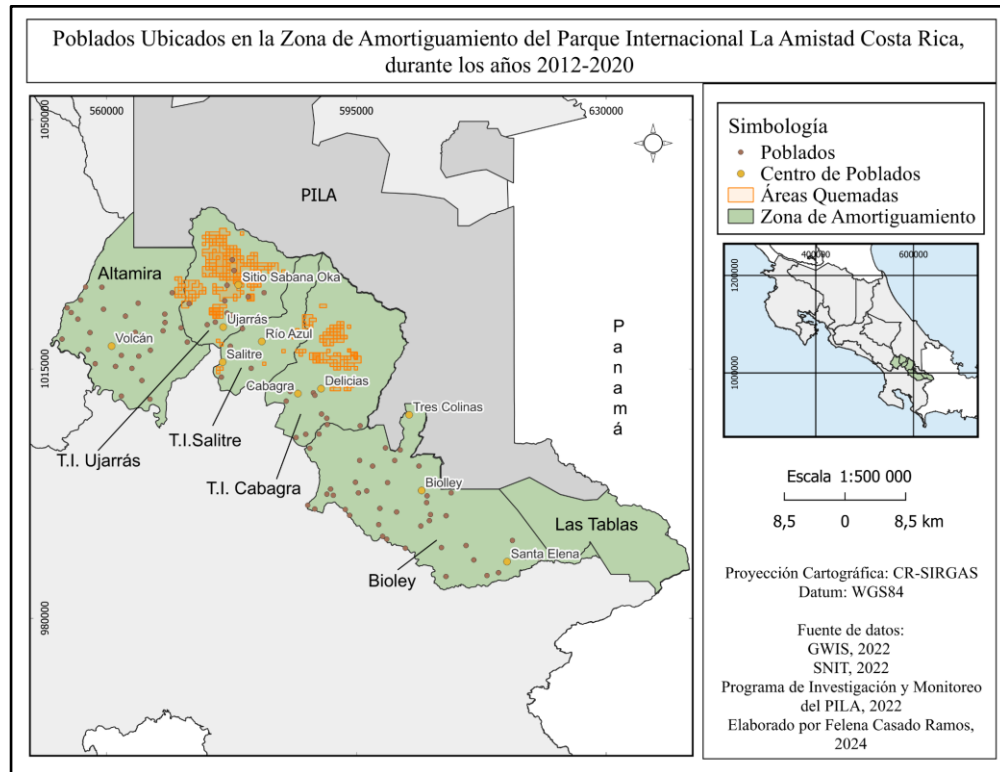 Poblados Ubicados en la Zona de Amortiguamiento del Parque Internacional La Amistad Costa Rica,
durante los años 2012-2020
560000
595000
630000
1050000
1015000
980000
PILA
Altamira
Sitio Sabana Oka
Ujarrás
Volcán
Río Azul
Salitre
Cabagra
Delicias
Tres Colinas
T.I.Salitre
T.I. Ujarrás
T.I. Cabagra
Biolley
Las Tablas
Santa Elena
Bioley
P
a
n
a
m
á
Simbología
Poblados
Centro de Poblados
Áreas Quemadas
Zona de Amortiguamiento
400000
600000
1200000
1000000
Escala 1:500 000
8,5 0 8,5 km
Proyección Cartográfica: CR-SIRGAS
Datum: WGS84
Fuente de datos:
GWIS, 2022
SNIT, 2022
Programa de Investigación y Monitoreo
del PILA, 2022
Elaborado por Felena Casado Ramos,
2024